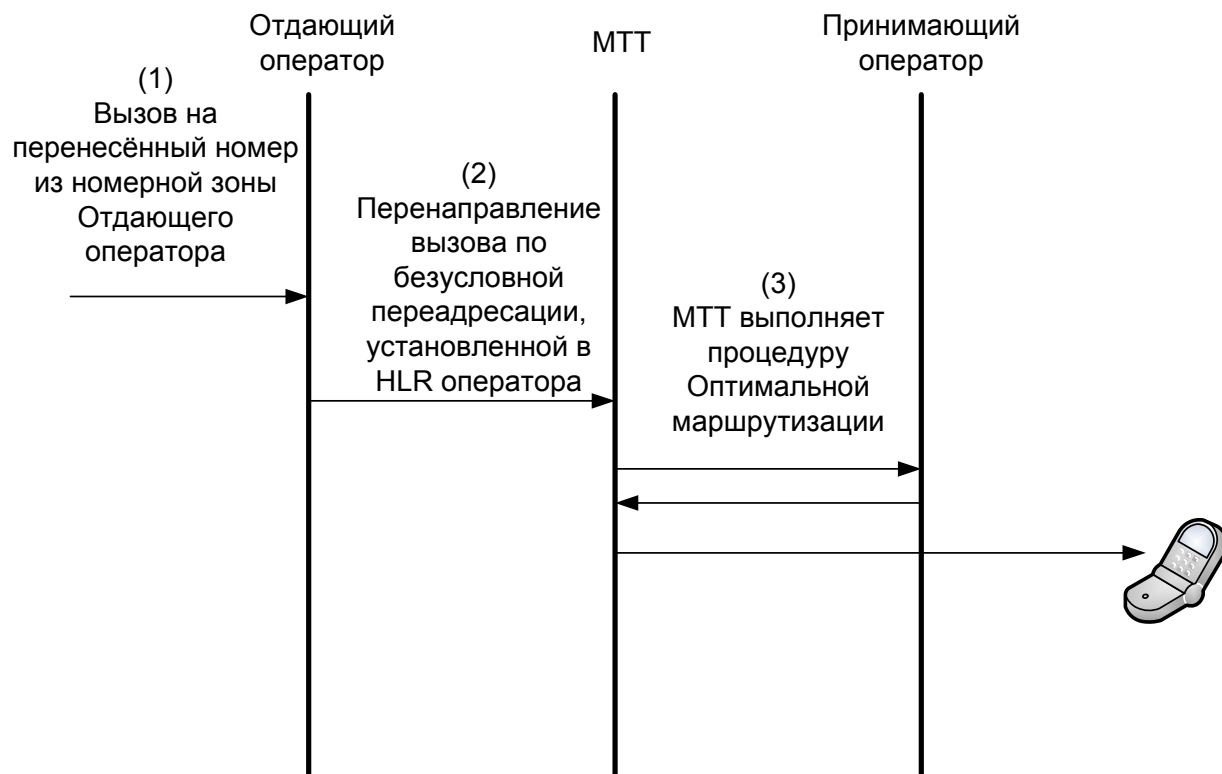 Отдающий
оператор
МТТ
Принимающий
оператор
(1)
Вызов на
перенесённый номер
из номерной зоны
Отдающего
оператора
(2)
Перенаправление
вызова по
безусловной
переадресации,
установленной в
HLR оператора
(3)
МТТ выполняет
процедуру
Оптимальной
маршрутизации